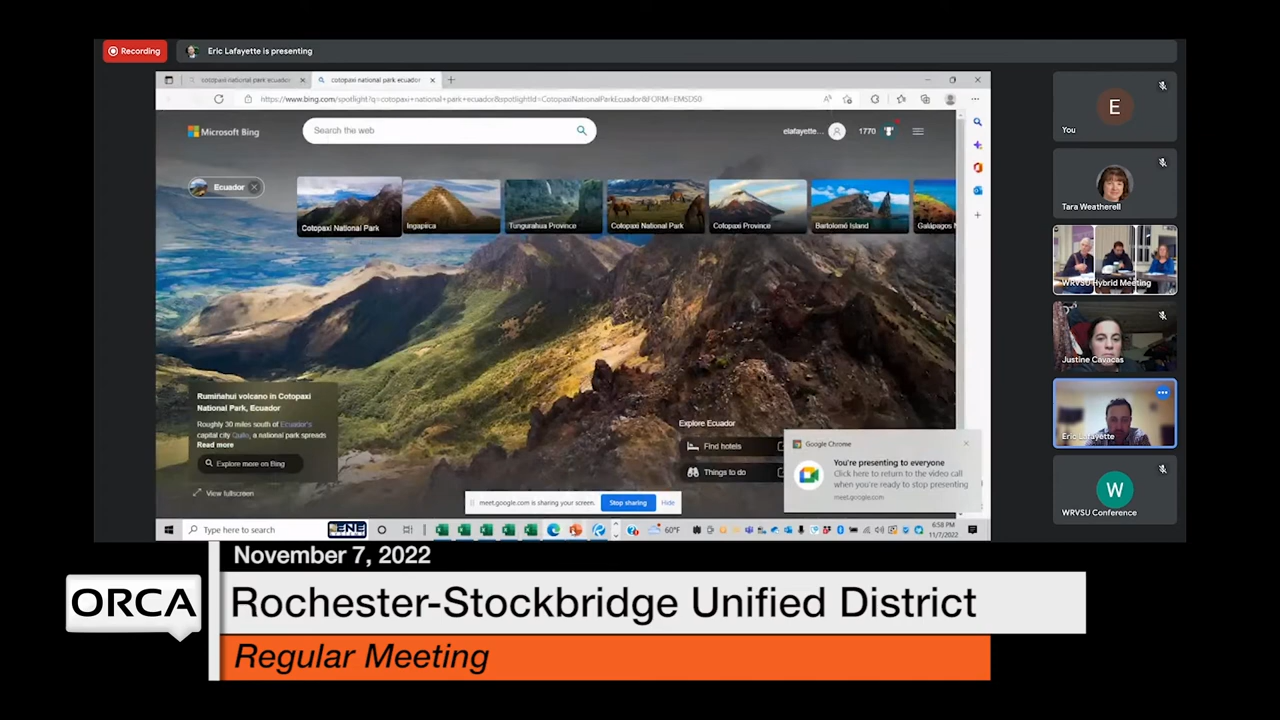 Recording
Eric Lafayette is presenting
cotopaxi national park ecuador
cotopaxi national park ecuador
https://www.bing.com/spotlight?q=cotopaxi+national+park+ecuador&spotlightId=CotopaxiNationalParkEcuador&FORM=EMSDS0
Microsoft Bing
Search the web
elafayette...
1770
Ecuador
Cotopaxi National Park
Ingapirca
Tungurahua Province
Cotopaxi National Park
Cotopaxi Province
Bartolomé Island
Galápagos
Rumiñahui volcano in Cotopaxi
National Park, Ecuador
Roughly 30 miles south of Ecuador's
capital city Quito, a national park spreads
Read more
Explore more on Bing
View fullscreen
Explore Ecuador
Find hotels
Things to do
Google Chrome
You're presenting to everyone
Click here to return to the video call
when you're ready to stop presenting
meet.google.com
meet.google.com is sharing your screen.
Stop sharing
Hide
Type here to search
60°F
6:58 PM
11/7/2022
E
You
Tara Weatherell
WRVSU Hybrid Meeting
Justine Cavacas
Eric Lafayette
W
WRVSU Conference
November 7, 2022
ORCA
Rochester-Stockbridge Unified District
Regular Meeting